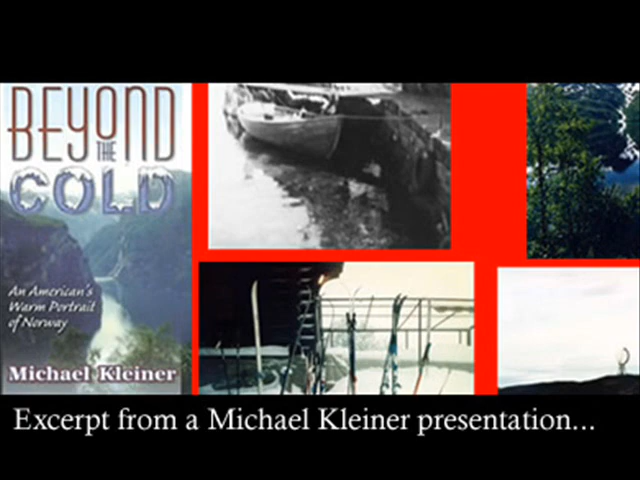 BEYOND
THE
COLD
An American's
Warm Portrait
of Norway
Michael Kleiner
Excerpt from a Michael Kleiner presentation...